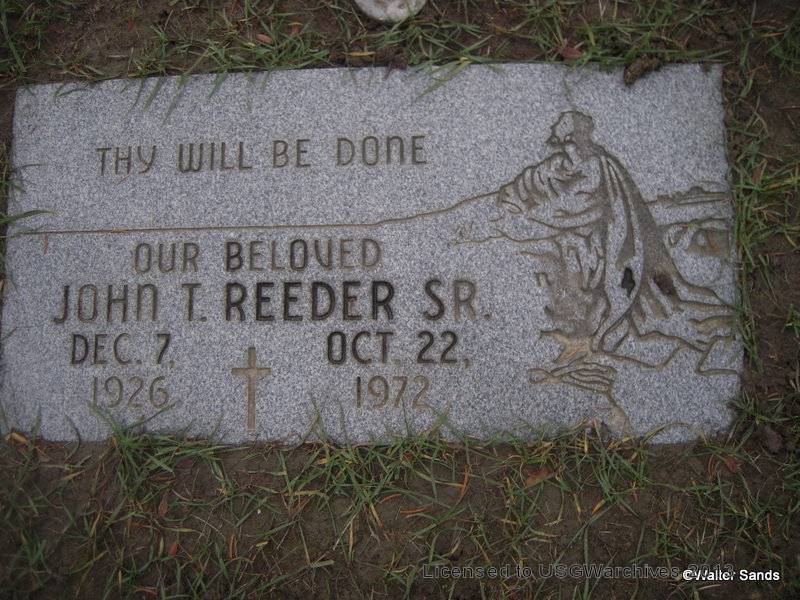 THY WILL BE DONE
OUR BELOVED
JOHN T. REEDER SR.
DEC. 7, OCT. 22,
1926 1972
Licensed to USGWarchives 2013
©Walter Sands